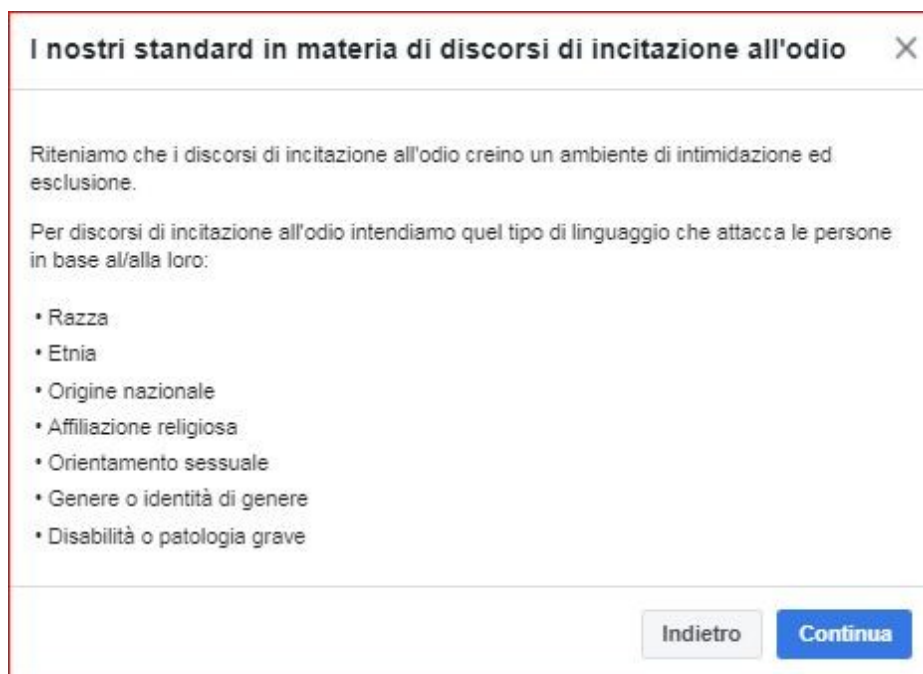 I nostri standard in materia di discorsi di incitazione all'odio
Riteniamo che i discorsi di incitazione all'odio creino un ambiente di intimidazione ed
esclusione.
Per discorsi di incitazione all'odio intendiamo quel tipo di linguaggio che attacca le persone
in base al/alla loro:
• Razza
• Etnia
• Origine nazionale
• Affiliazione religiosa
• Orientamento sessuale
• Genere o identità di genere
• Disabilità o patologia grave
Indietro
Continua